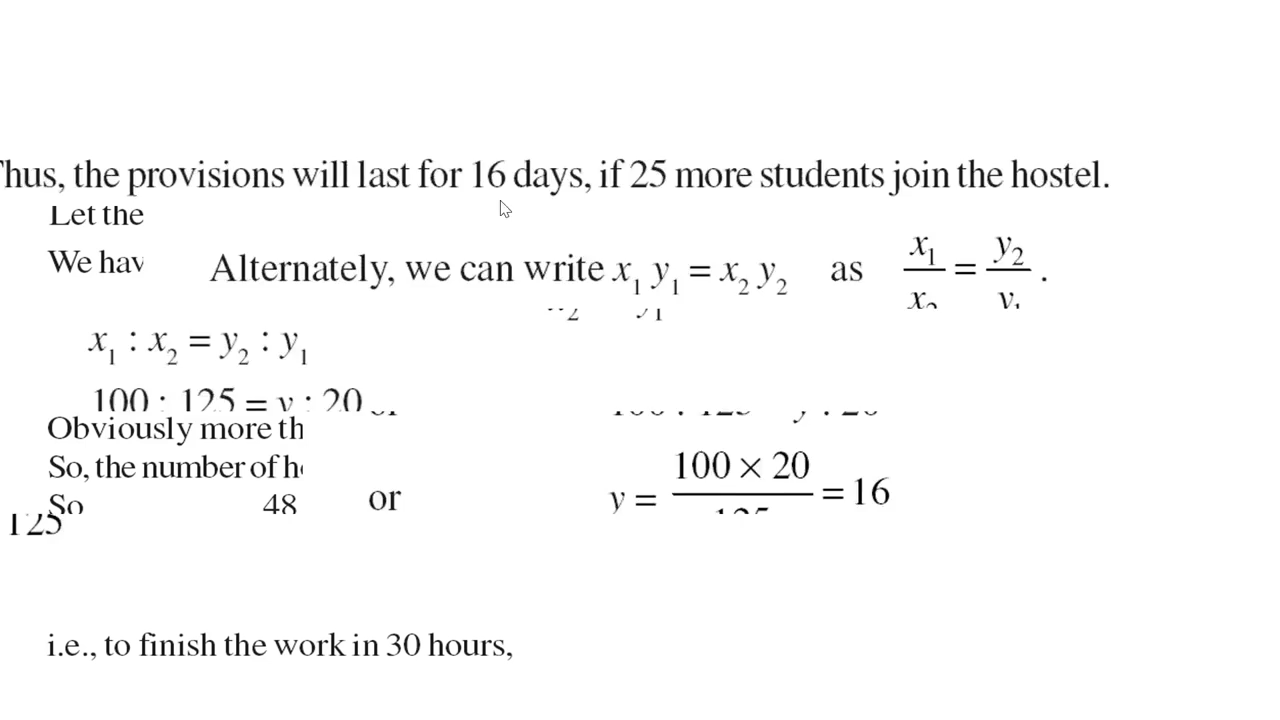 Thus, the provisions will last for 16 days, if 25 more students join the hostel.
Let the
We hav
Alternately, we can write x₁ y₁ = x₂ y₂ as x₁/x₂ = y₂/y₁ .
x₁ : x₂ = y₂ : y₁
100 : 125 = y : 20
Obviously more th
So, the number of h
So 48
or y = (100 × 20)/125 = 16
125
i.e., to finish the work in 30 hours,